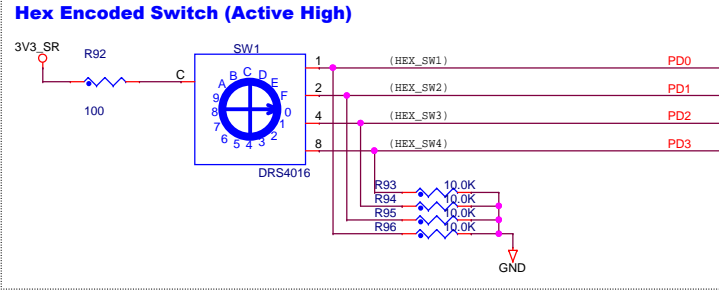 Hex Encoded Switch (Active High)
3V3_SR
R92
100
C
SW1
A B C D E F
9 0
8 1
7 2
6 5 4 3
DRS4016
1 (HEX_SW1) PD0
2 (HEX_SW2) PD1
4 (HEX_SW3) PD2
8 (HEX_SW4) PD3
R93 10.0K
R94 10.0K
R95 10.0K
R96 10.0K
GND